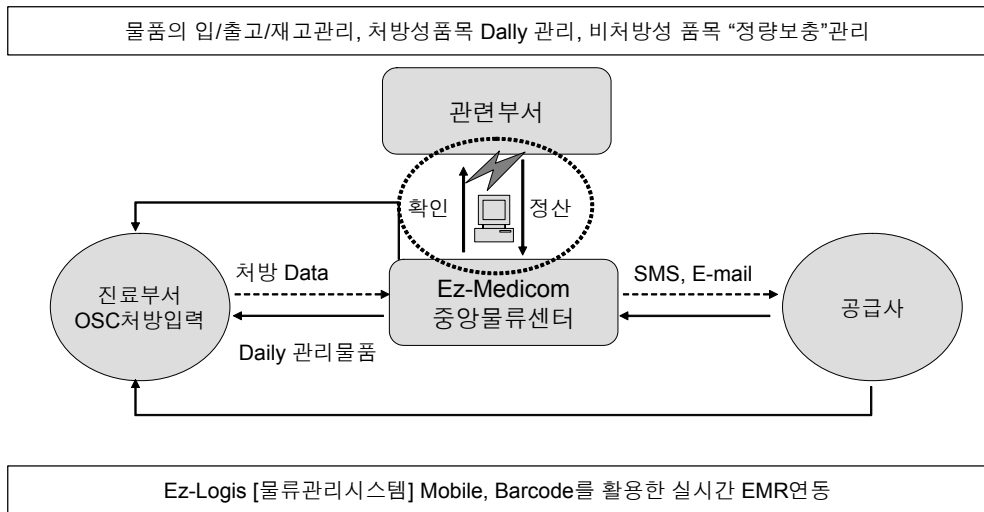 물품의 입/출고/재고관리, 처방성품목 Dally 관리, 비처방성 품목 “정량보충”관리
관련부서
확인
정산
처방 Data
진료부서
OSC처방입력
Daily 관리물품
Ez-Medicom
중앙물류센터
SMS, E-mail
공급사
Ez-Logis [물류관리시스템] Mobile, Barcode를 활용한 실시간 EMR연동